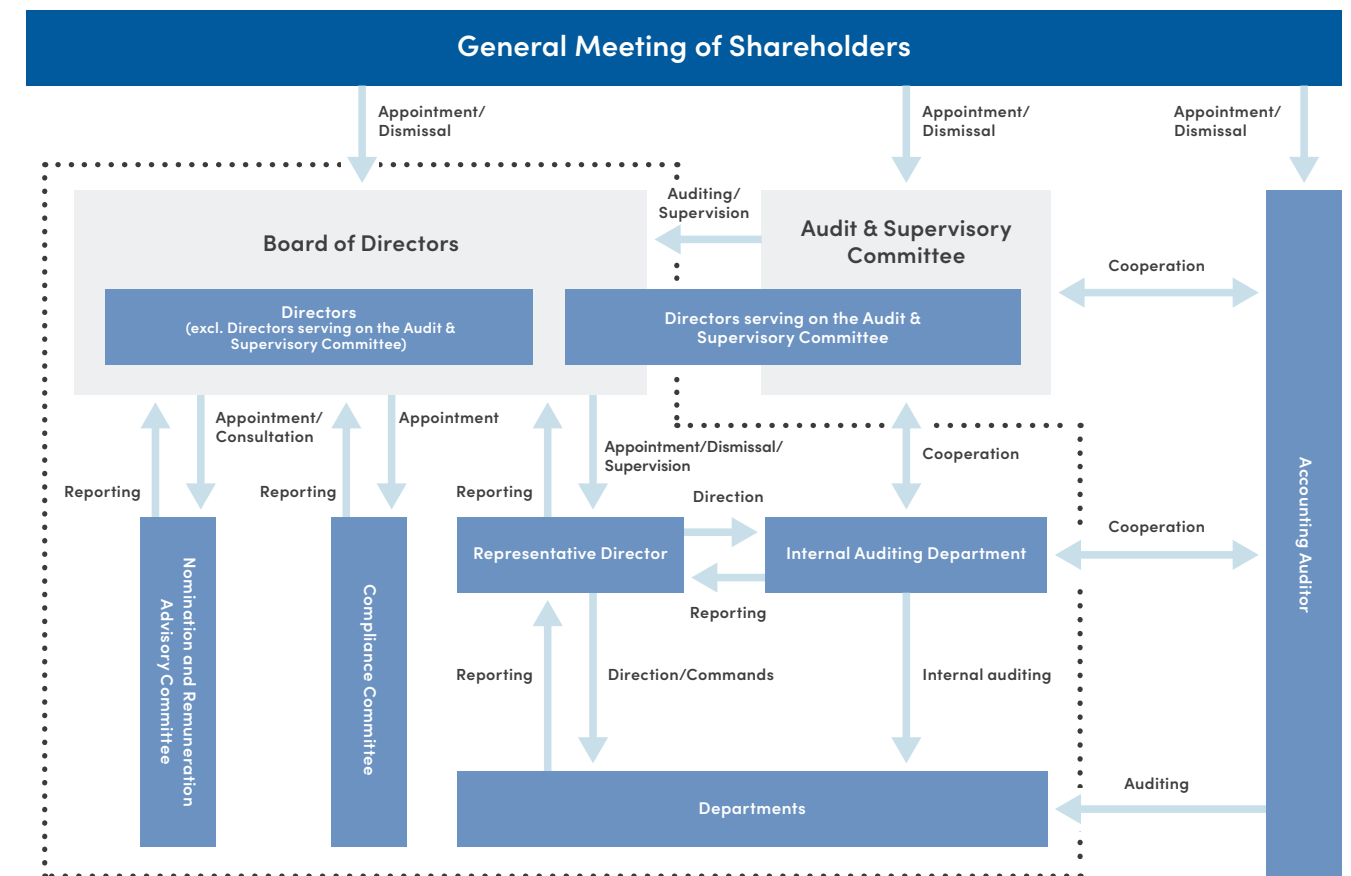 General Meeting of Shareholders
Appointment/
Dismissal
Appointment/
Dismissal
Appointment/
Dismissal
Board of Directors
Auditing/
Supervision
Audit & Supervisory
Committee
Cooperation
Directors
(excl. Directors serving on the Audit &
Supervisory Committee)
Directors serving on the Audit &
Supervisory Committee
Appointment/
Consultation
Appointment
Appointment/Dismissal/
Supervision
Cooperation
Reporting
Reporting
Reporting
Direction
Cooperation
Representative Director
Internal Auditing Department
Reporting
Nomination and Remuneration
Advisory Committee
Compliance Committee
Accounting Auditor
Reporting
Direction/Commands
Internal auditing
Departments
Auditing